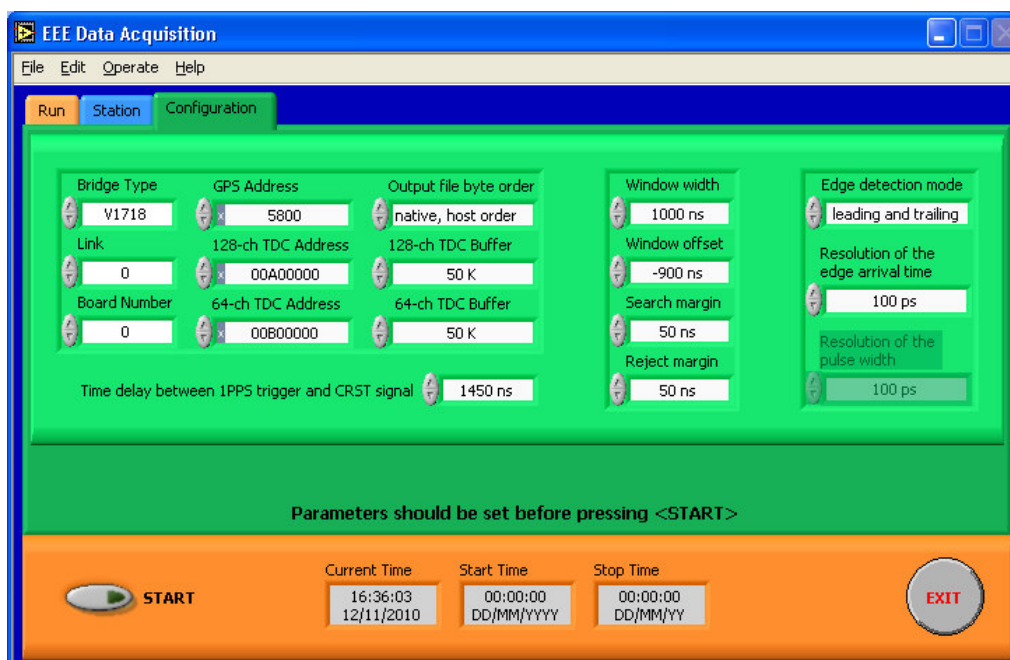 EEE Data Acquisition
File Edit Operate Help
Run Station Configuration
Bridge Type GPS Address Output file byte order Window width Edge detection mode
V1718 x 5800 native, host order 1000 ns leading and trailing
Link 128-ch TDC Address 128-ch TDC Buffer Window offset Resolution of the edge arrival time
0 x 00A00000 50 K -900 ns 100 ps
Board Number 64-ch TDC Address 64-ch TDC Buffer Search margin Resolution of the pulse width
0 x 00B00000 50 K 50 ns 100 ps
Reject margin
Time delay between 1PPS trigger and CRST signal 1450 ns 50 ns
Parameters should be set before pressing <START>
Current Time Start Time Stop Time
START 16:36:03 00:00:00 00:00:00 EXIT
12/11/2010 DD/MM/YYYY DD/MM/YY